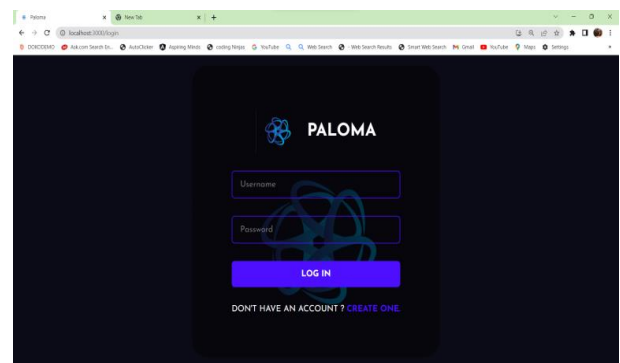 Paloma
New Tab
localhost:3000/login
DOKODEMO Ask.com Search En... AutoClicker Aspiring Minds coding Ninjas YouTube Web Search - Web Search Results Smart Web Search Gmail YouTube Maps Settings
PALOMA
Username
Password
LOG IN
DON'T HAVE AN ACCOUNT ? CREATE ONE.